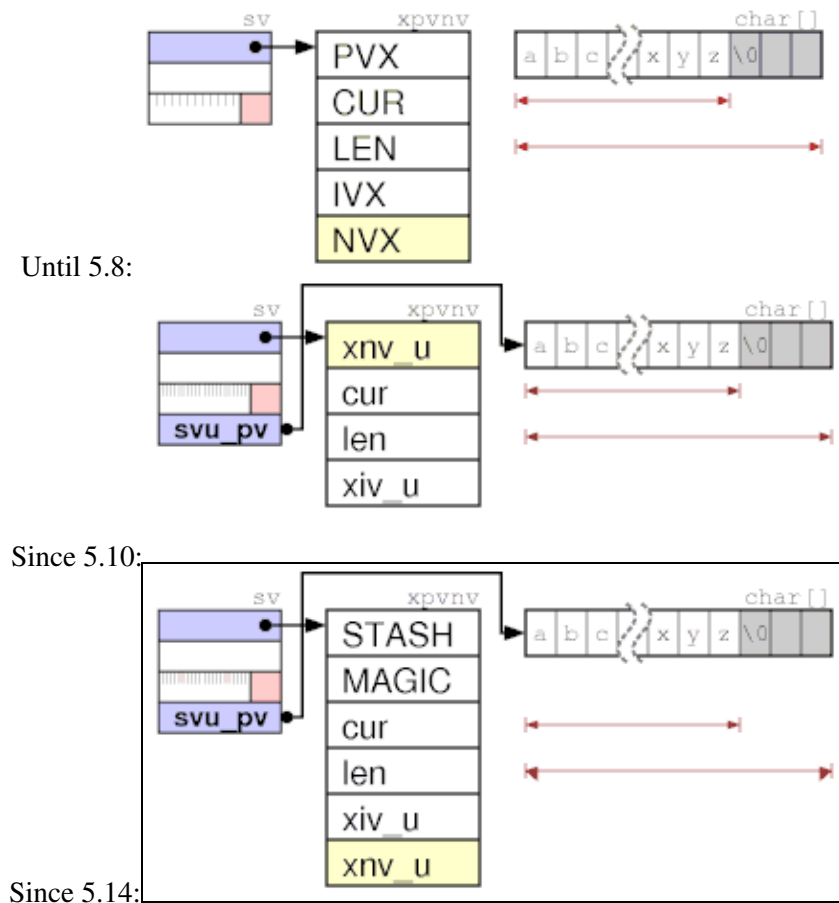 sv xpvnv char[]
PVX a b c x y z \0
CUR
LEN
IVX
NVX
Until 5.8:
sv xpvnv char[]
xnv_u a b c x y z \0
cur
svu_pv len
xiv_u
Since 5.10:
sv xpvnv char[]
STASH a b c x y z \0
MAGIC
svu_pv cur
len
xiv_u
xnv_u
Since 5.14: